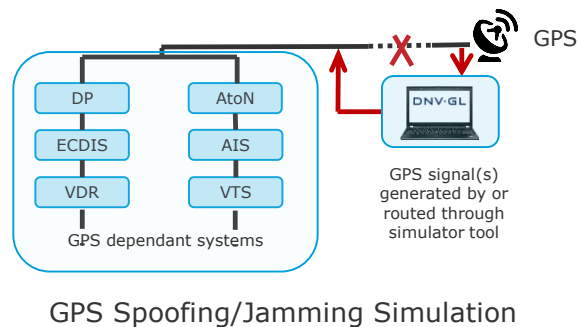 GPS
DP
AtoN
DNV·GL
ECDIS
AIS
VDR
VTS
GPS signal(s)
generated by or
routed through
simulator tool
GPS dependant systems
GPS Spoofing/Jamming Simulation